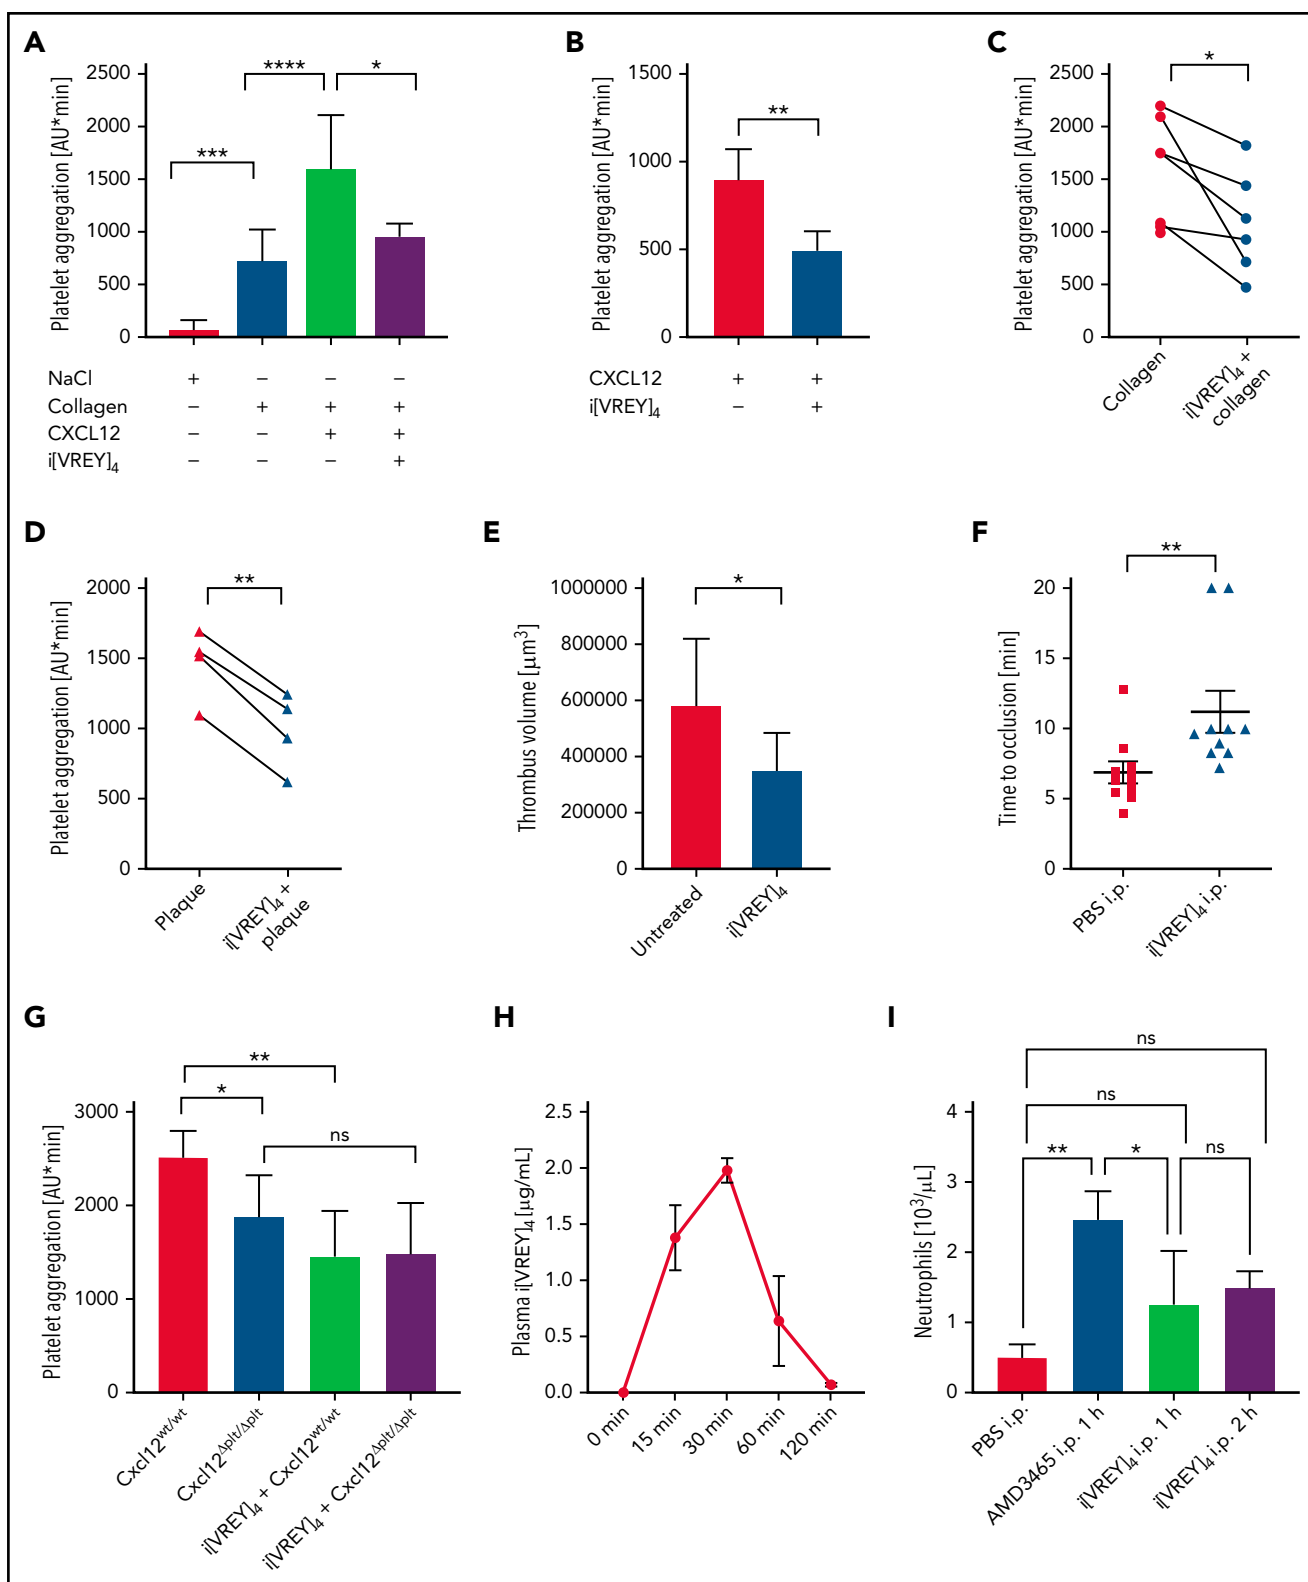 A
Platelet aggregation [AU*min]
2500
2000
1500
1000
500
0
***
****
*
NaCl + − − −
Collagen − + + +
CXCL12 − − + +
i[VREY]4 − − − +
B
Platelet aggregation [AU*min]
1500
1000
500
0
**
CXCL12 + +
i[VREY]4 − +
C
Platelet aggregation [AU*min]
2500
2000
1500
1000
500
0
*
Collagen
i[VREY]4 +
collagen
D
Platelet aggregation [AU*min]
2000
1500
1000
500
0
**
Plaque
i[VREY]4 +
plaque
E
Thrombus volume [μm3]
1000000
800000
600000
400000
200000
0
*
Untreated
i[VREY]4
F
Time to occlusion [min]
20
15
10
5
0
**
PBS i.p.
i[VREY]4 i.p.
G
Platelet aggregation [AU*min]
3000
2000
1000
0
**
*
ns
Cxcl12wt/wt
Cxcl12Δplt/Δplt
i[VREY]4 + Cxcl12wt/wt
i[VREY]4 + Cxcl12Δplt/Δplt
H
Plasma i[VREY]4 [μg/mL]
2.5
2.0
1.5
1.0
0.5
0.0
0 min
15 min
30 min
60 min
120 min
I
Neutrophils [103/μL]
4
3
2
1
0
ns
ns
**
*
ns
PBS i.p.
AMD3465 i.p. 1 h
i[VREY]4 i.p. 1 h
i[VREY]4 i.p. 2 h